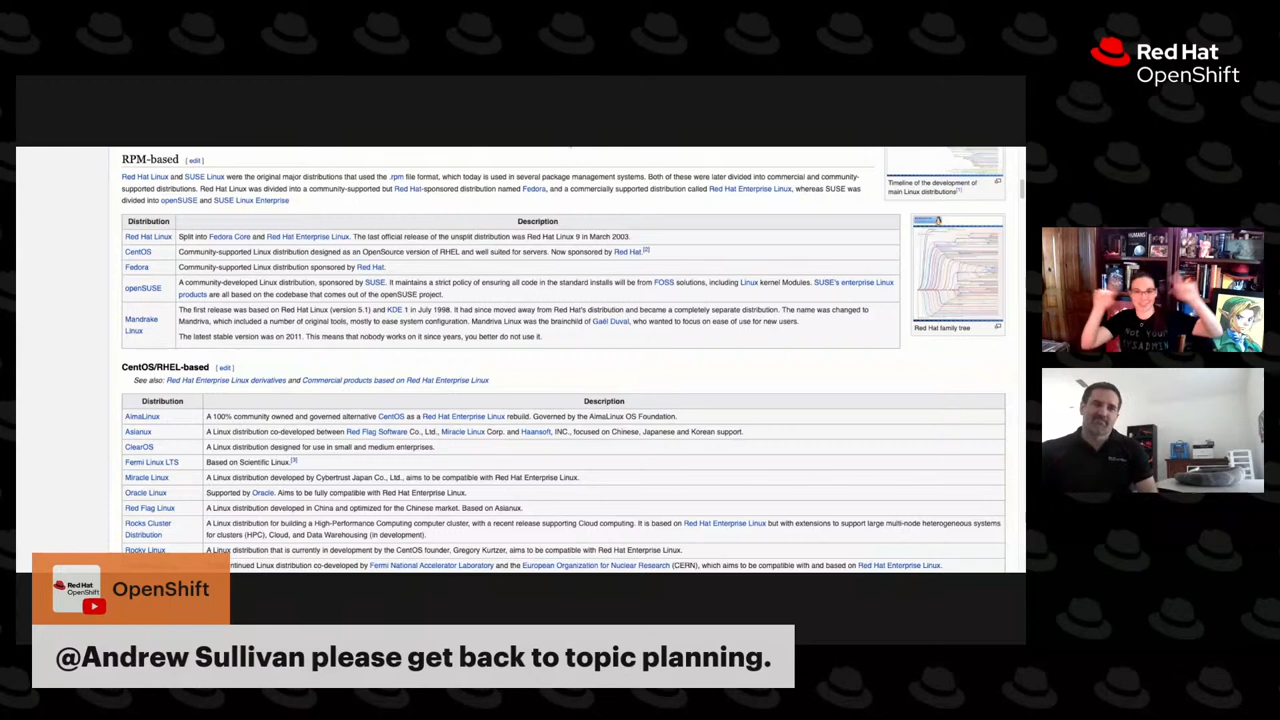 Red Hat
OpenShift
RPM-based [ edit ]
Red Hat Linux and SUSE Linux were the original major distributions that used the .rpm file format, which today is used in several package management systems. Both of these were later divided into commercial and community-
supported distributions. Red Hat Linux was divided into a community-supported but Red Hat-sponsored distribution named Fedora, and a commercially supported distribution called Red Hat Enterprise Linux, whereas SUSE was
divided into openSUSE and SUSE Linux Enterprise
Timeline of the development of
main Linux distributions[1]
Distribution Description
Red Hat Linux Split into Fedora Core and Red Hat Enterprise Linux. The last official release of the unsplit distribution was Red Hat Linux 9 in March 2003.
CentOS Community-supported Linux distribution designed as an OpenSource version of RHEL and well suited for servers. Now sponsored by Red Hat.[2]
Fedora Community-supported Linux distribution sponsored by Red Hat.
openSUSE A community-developed Linux distribution, sponsored by SUSE. It maintains a strict policy of ensuring all code in the standard installs will be from FOSS solutions, including Linux kernel Modules. SUSE's enterprise Linux
products are all based on the codebase that comes out of the openSUSE project.
Mandrake
Linux
The first release was based on Red Hat Linux (version 5.1) and KDE 1 in July 1998. It had since moved away from Red Hat's distribution and became a completely separate distribution. The name was changed to
Mandriva, which included a number of original tools, mostly to ease system configuration. Mandriva Linux was the brainchild of Gaël Duval, who wanted to focus on ease of use for new users.
The latest stable version was on 2011. This means that nobody works on it since years, you better do not use it.
Red Hat family tree
CentOS/RHEL-based [ edit ]
See also: Red Hat Enterprise Linux derivatives and Commercial products based on Red Hat Enterprise Linux
Distribution Description
AlmaLinux A 100% community owned and governed alternative CentOS as a Red Hat Enterprise Linux rebuild. Governed by the AlmaLinux OS Foundation.
Asianux A Linux distribution co-developed between Red Flag Software Co., Ltd., Miracle Linux Corp. and Haansoft, INC., focused on Chinese, Japanese and Korean support.
ClearOS A Linux distribution designed for use in small and medium enterprises.
Fermi Linux LTS Based on Scientific Linux.[3]
Miracle Linux A Linux distribution developed by Cybertrust Japan Co., Ltd., aims to be compatible with Red Hat Enterprise Linux.
Oracle Linux Supported by Oracle. Aims to be fully compatible with Red Hat Enterprise Linux.
Red Flag Linux A Linux distribution developed in China and optimized for the Chinese market. Based on Asianux.
Rocks Cluster
Distribution
A Linux distribution for building a High-Performance Computing computer cluster, with a recent release supporting Cloud computing. It is based on Red Hat Enterprise Linux but with extensions to support large multi-node heterogeneous systems
for clusters (HPC), Cloud, and Data Warehousing (in development).
Rocky Linux A Linux distribution that is currently in development by the CentOS founder, Gregory Kurtzer, aims to be compatible with Red Hat Enterprise Linux.
continued Linux distribution co-developed by Fermi National Accelerator Laboratory and the European Organization for Nuclear Research (CERN), which aims to be compatible with and based on Red Hat Enterprise Linux.
HUMANS
NOT YOUR
SYSADMIN
Red Hat
OpenShift
OpenShift
@Andrew Sullivan please get back to topic planning.